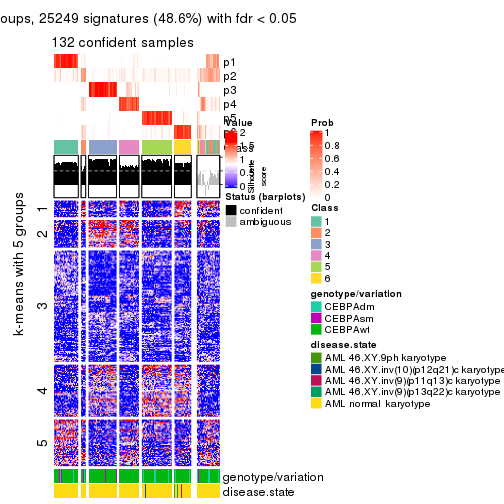 oups, 25249 signatures (48.6%) with fdr < 0.05
132 confident samples
p1
p2
p3
p4
p5
Class
k-means with 5 groups
1
2
3
4
5
Value
2
1.5
1
0.5
0
Silhouette
score
Status (barplots)
confident
ambiguous
Prob
1
0.8
0.6
0.4
0.2
0
Class
1
2
3
4
5
6
genotype/variation
CEBPAdm
CEBPAsm
CEBPAwt
disease.state
AML 46.XY.9ph karyotype
AML 46.XY.inv(10)(p12q21)c karyotype
AML 46.XY.inv(9)(p11q13)c karyotype
AML 46.XY.inv(9)(p13q22)c karyotype
AML normal karyotype
genotype/variation
disease.state